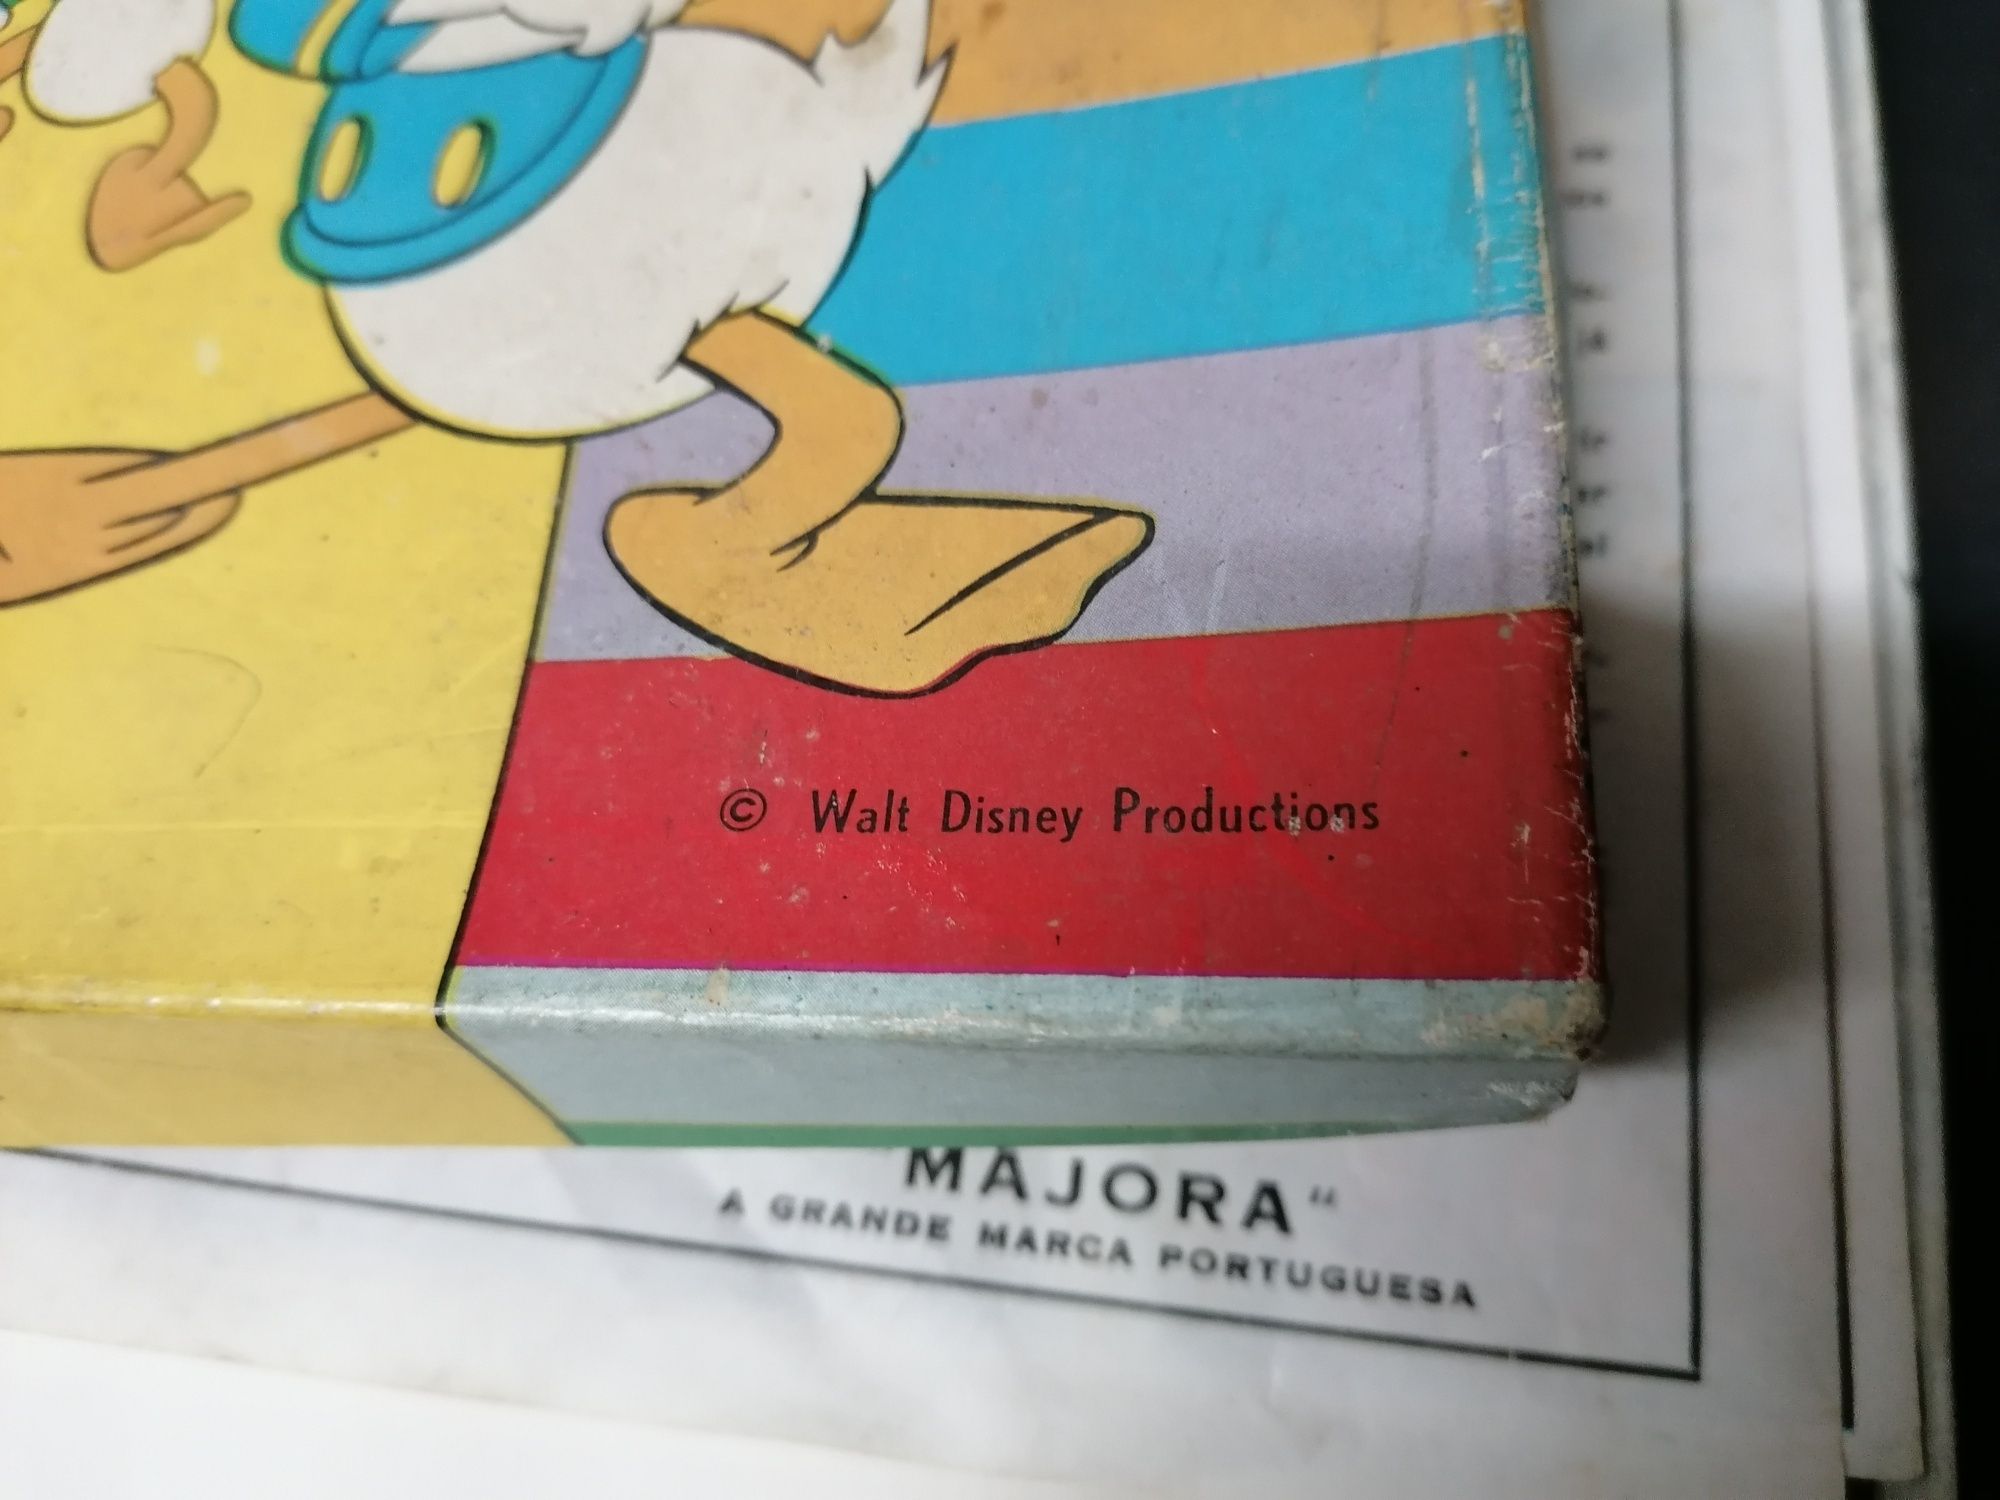 © Walt Disney Productions
MAJORA"
A GRANDE MARCA PORTUGUESA